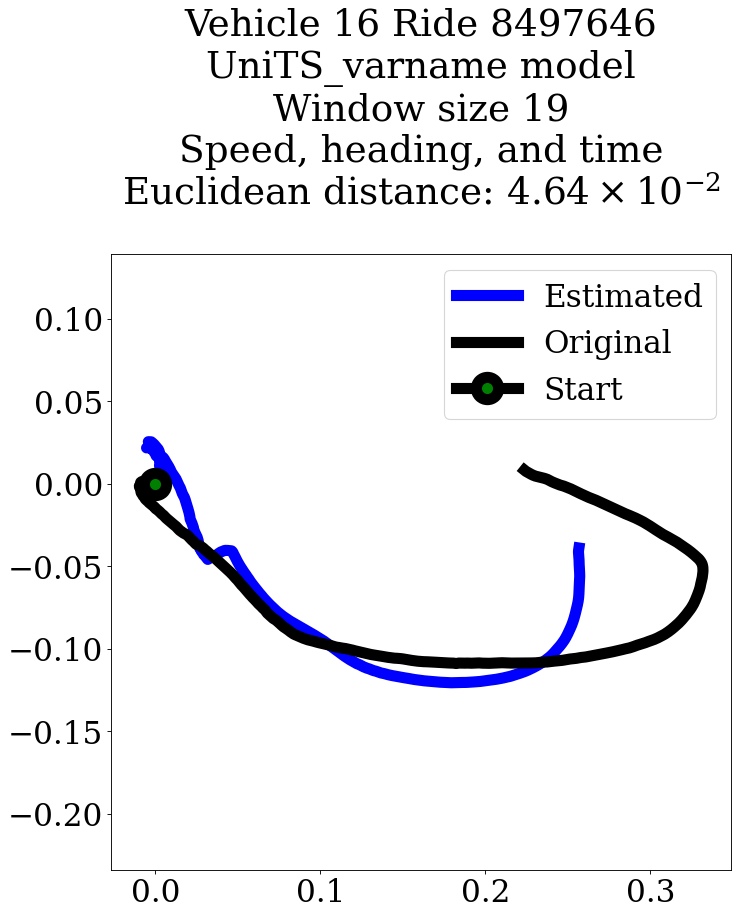 Vehicle 16 Ride 8497646
UniTS_varname model
Window size 19
Speed, heading, and time
Euclidean distance: 4.64 × 10⁻²
Estimated
Original
Start
0.10
0.05
0.00
−0.05
−0.10
−0.15
−0.20
0.0 0.1 0.2 0.3